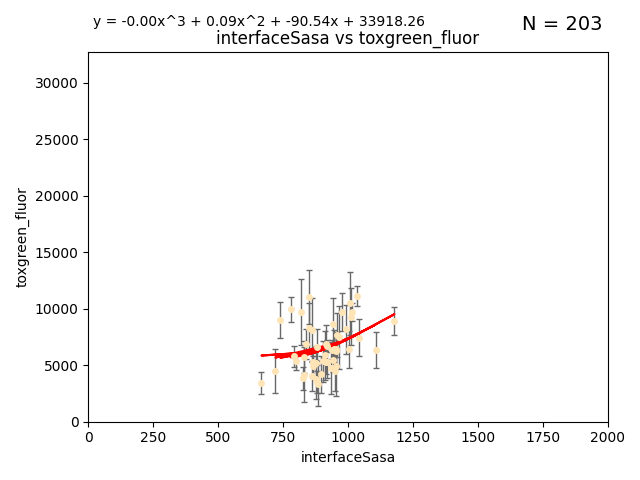 y = -0.00x^3 + 0.09x^2 + -90.54x + 33918.26
N = 203
interfaceSasa vs toxgreen_fluor
30000
25000
20000
15000
10000
5000
0
toxgreen_fluor
0 250 500 750 1000 1250 1500 1750 2000
interfaceSasa